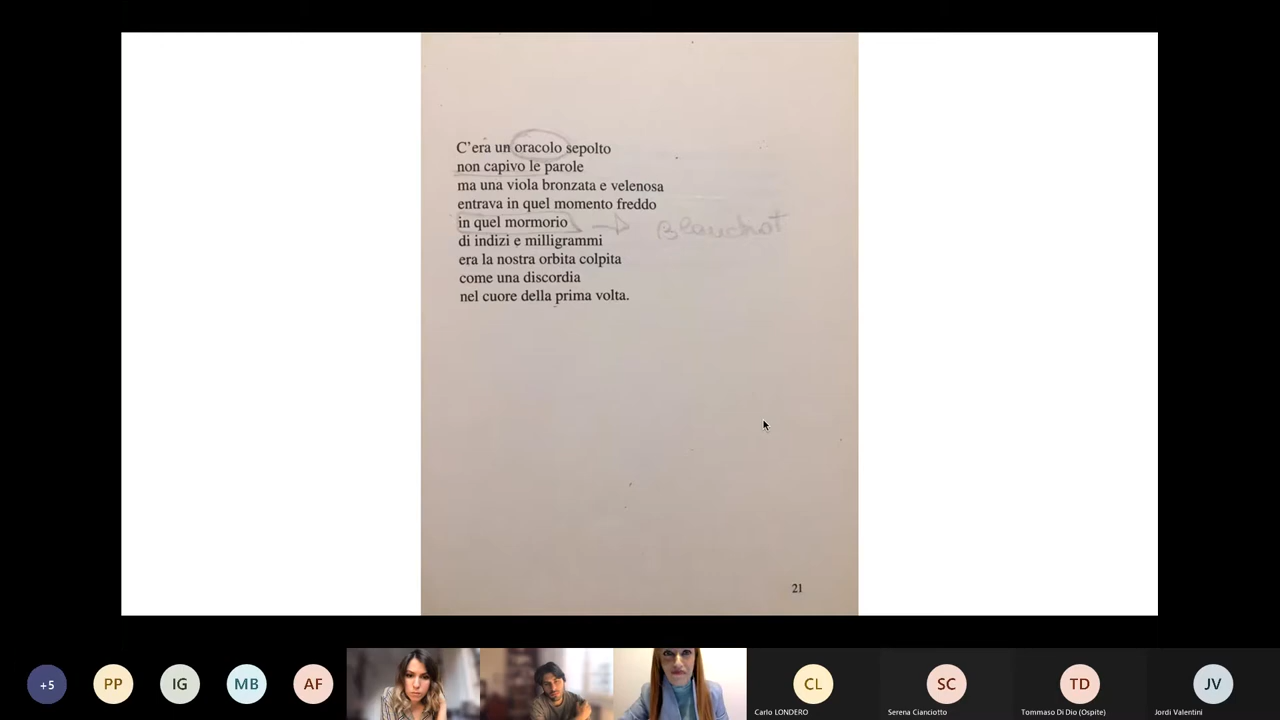 C'era un oracolo sepolto
non capivo le parole
ma una viola bronzata e velenosa
entrava in quel momento freddo
in quel mormorio → Blanchot
di indizi e milligrammi
era la nostra orbita colpita
come una discordia
nel cuore della prima volta.
21
+5 PP IG MB AF CL SC TD JV
Carlo LONDERO Serena Cianciotto Tommaso Di Dio (Ospite) Jordi Valentini